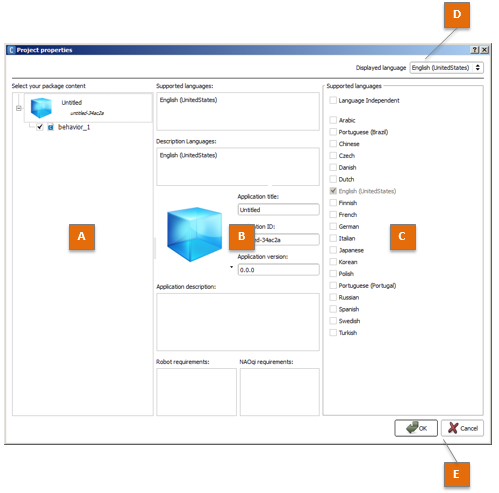 D
Project properties
Displayed language English (UnitedStates)
Select your package content
Untitled
untitled-34ac2a
behavior_1
A
Supported languages:
English (UnitedStates)
Description Languages:
English (UnitedStates)
Application title:
Untitled
ID:
-34ac2a
B
Application version:
0.0.0
Application description:
Robot requirements:
NAOqi requirements:
Supported languages
Language Independent
Arabic
Portuguese (Brazil)
Chinese
Czech
Danish
Dutch
English (UnitedStates)
Finnish
French
German
Italian
Japanese
Korean
Polish
Portuguese (Portugal)
Russian
Spanish
Swedish
Turkish
C
OK
Cancel
E